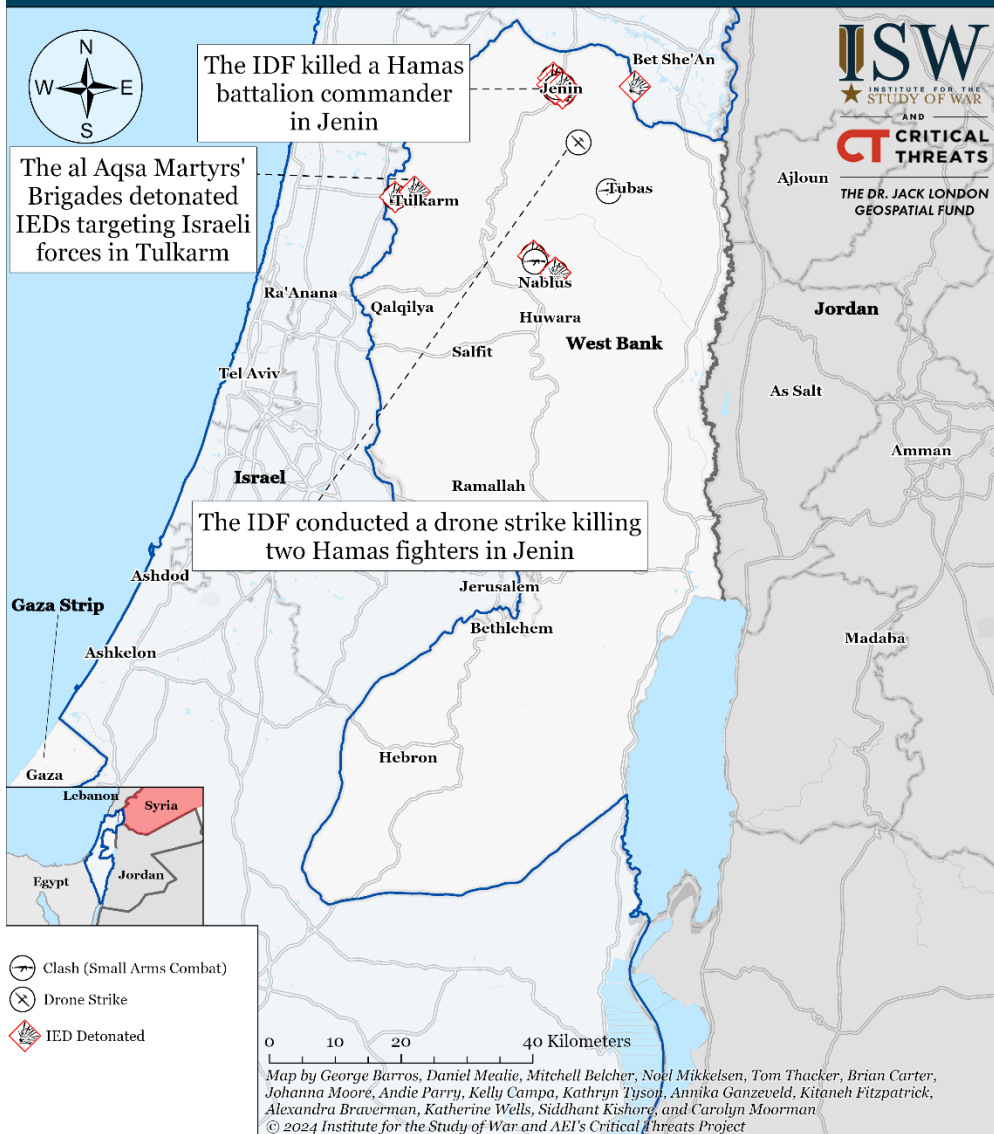 N
W E
S
The IDF killed a Hamas
battalion commander
in Jenin
The al Aqsa Martyrs'
Brigades detonated
IEDs targeting Israeli
forces in Tulkarm
Bet She'An
Jenin
ISW
INSTITUTE FOR THE
STUDY OF WAR
AND
CT CRITICAL
THREATS
THE DR. JACK LONDON
GEOSPATIAL FUND
Ajloun
Tubas
Tulkarm
Nablus
Ra'Anana
Qalqilya
Huwara
Jordan
West Bank
Salfit
Tel Aviv
As Salt
Amman
Israel
Ramallah
The IDF conducted a drone strike killing
two Hamas fighters in Jenin
Ashdod
Jerusalem
Gaza Strip
Bethlehem
Madaba
Ashkelon
Hebron
Gaza
Lebanon
Syria
Egypt
Jordan
Clash (Small Arms Combat)
Drone Strike
IED Detonated
0 10 20 40 Kilometers
Map by George Barros, Daniel Mealie, Mitchell Belcher, Noel Mikkelsen, Tom Thacker, Brian Carter,
Johanna Moore, Andie Parry, Kelly Campa, Kathryn Tyson, Annika Ganzeveld, Kitaneh Fitzpatrick,
Alexandra Braverman, Katherine Wells, Siddhant Kishore, and Carolyn Moorman
© 2024 Institute for the Study of War and AEI's Critical Threats Project